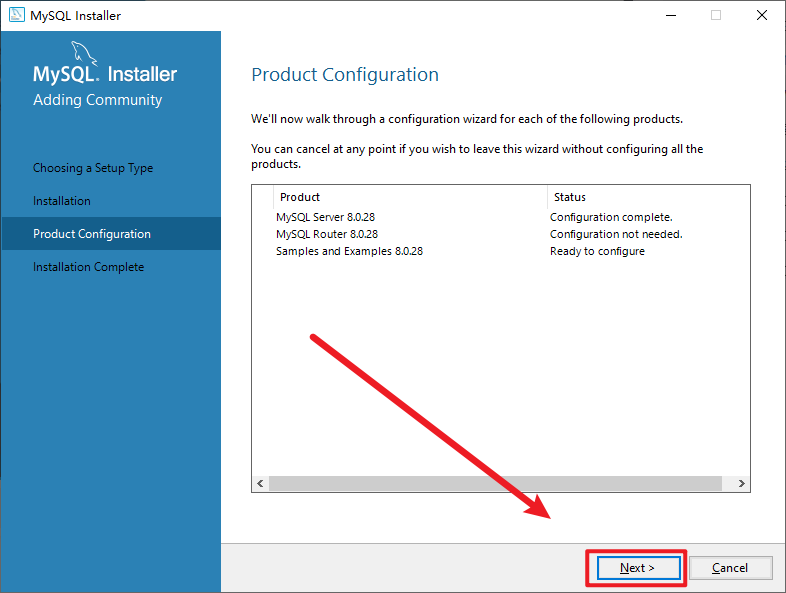 MySQL Installer
MySQL. Installer
Adding Community
Choosing a Setup Type
Installation
Product Configuration
Installation Complete
Product Configuration
We'll now walk through a configuration wizard for each of the following products.
You can cancel at any point if you wish to leave this wizard without configuring all the
products.
Product Status
MySQL Server 8.0.28 Configuration complete.
MySQL Router 8.0.28 Configuration not needed.
Samples and Examples 8.0.28 Ready to configure
Next > Cancel